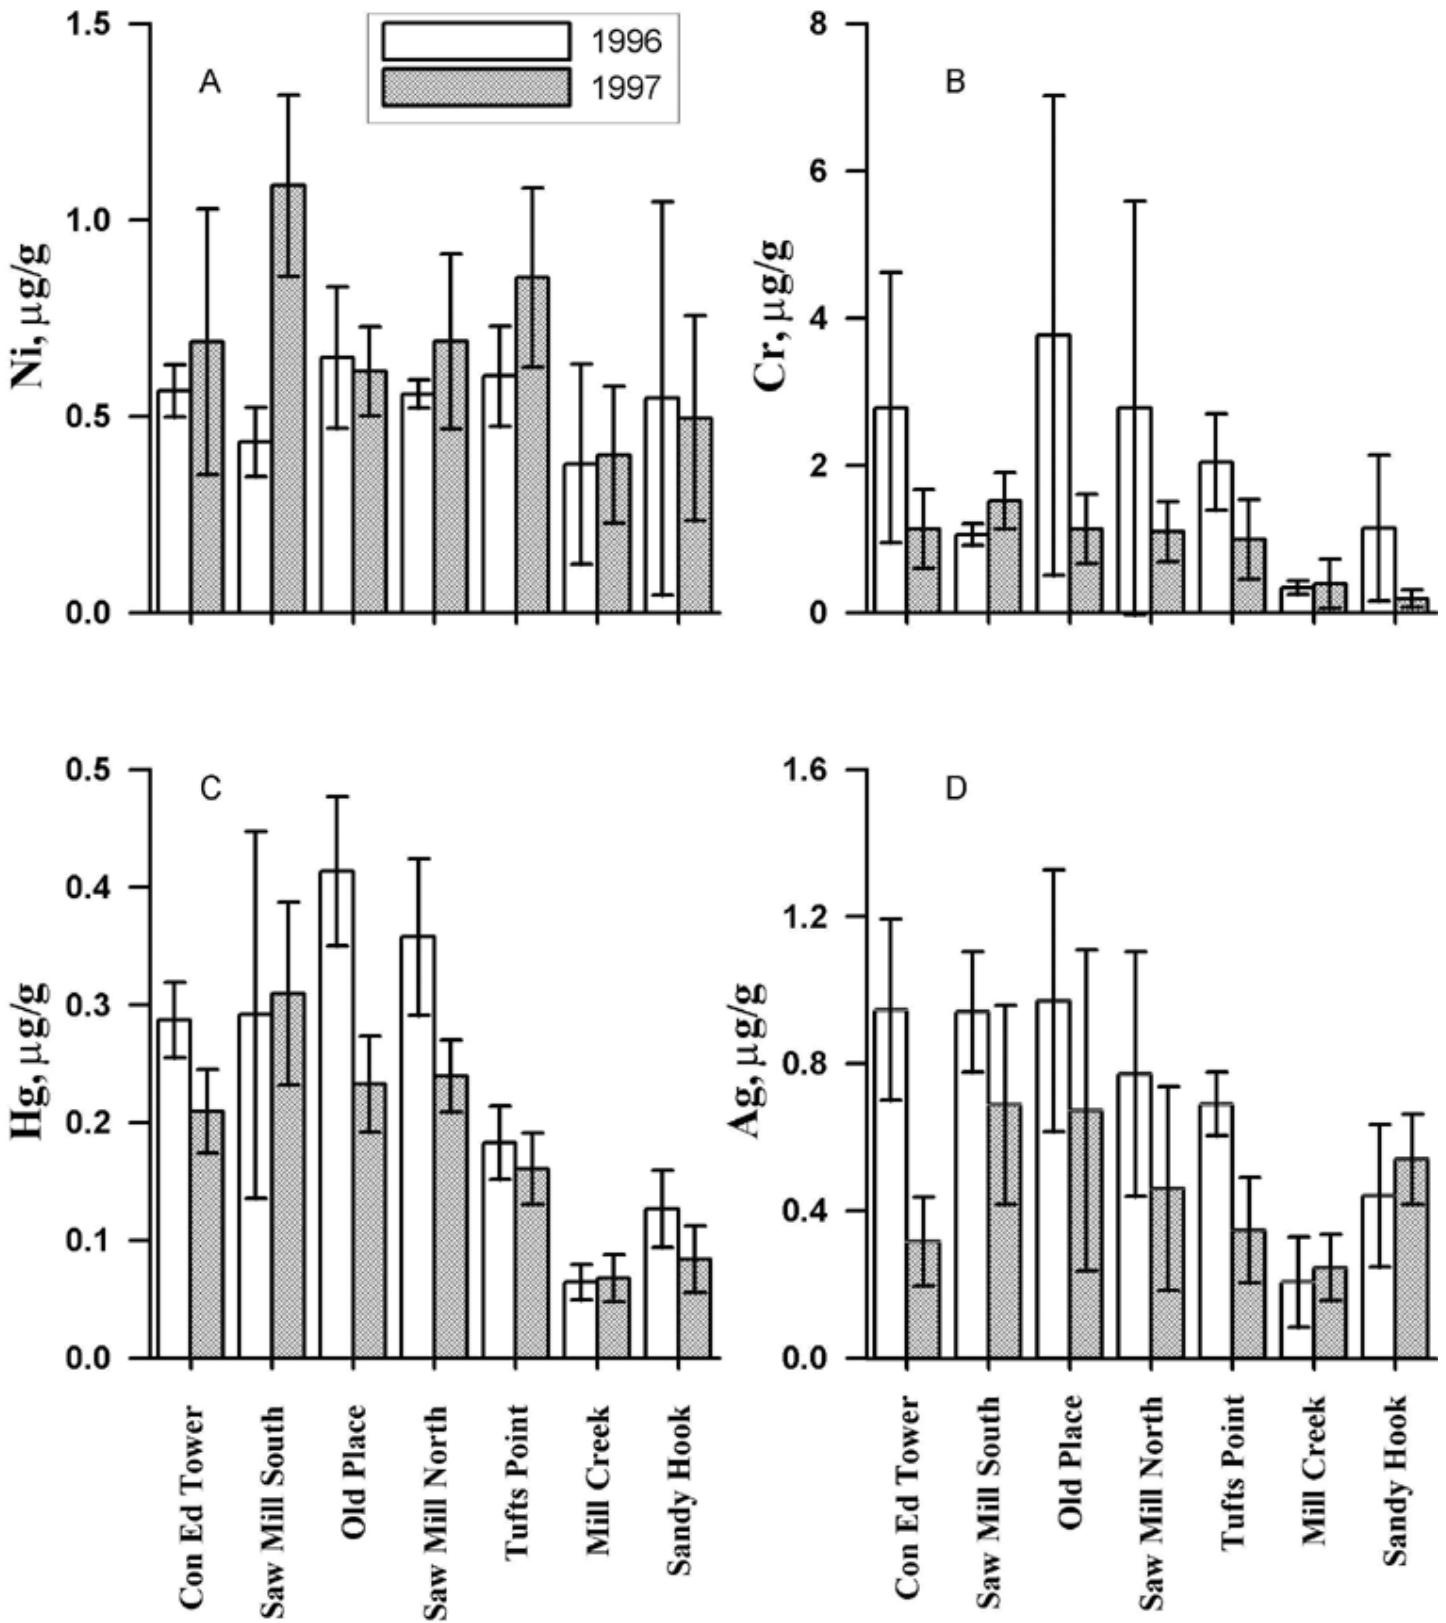 1996
1997
A
Ni, µg/g
1.5
1.0
0.5
0.0
B
Cr, µg/g
8
6
4
2
0
C
Hg, µg/g
0.5
0.4
0.3
0.2
0.1
0.0
Con Ed Tower
Saw Mill South
Old Place
Saw Mill North
Tufts Point
Mill Creek
Sandy Hook
D
Ag, µg/g
1.6
1.2
0.8
0.4
0.0
Con Ed Tower
Saw Mill South
Old Place
Saw Mill North
Tufts Point
Mill Creek
Sandy Hook